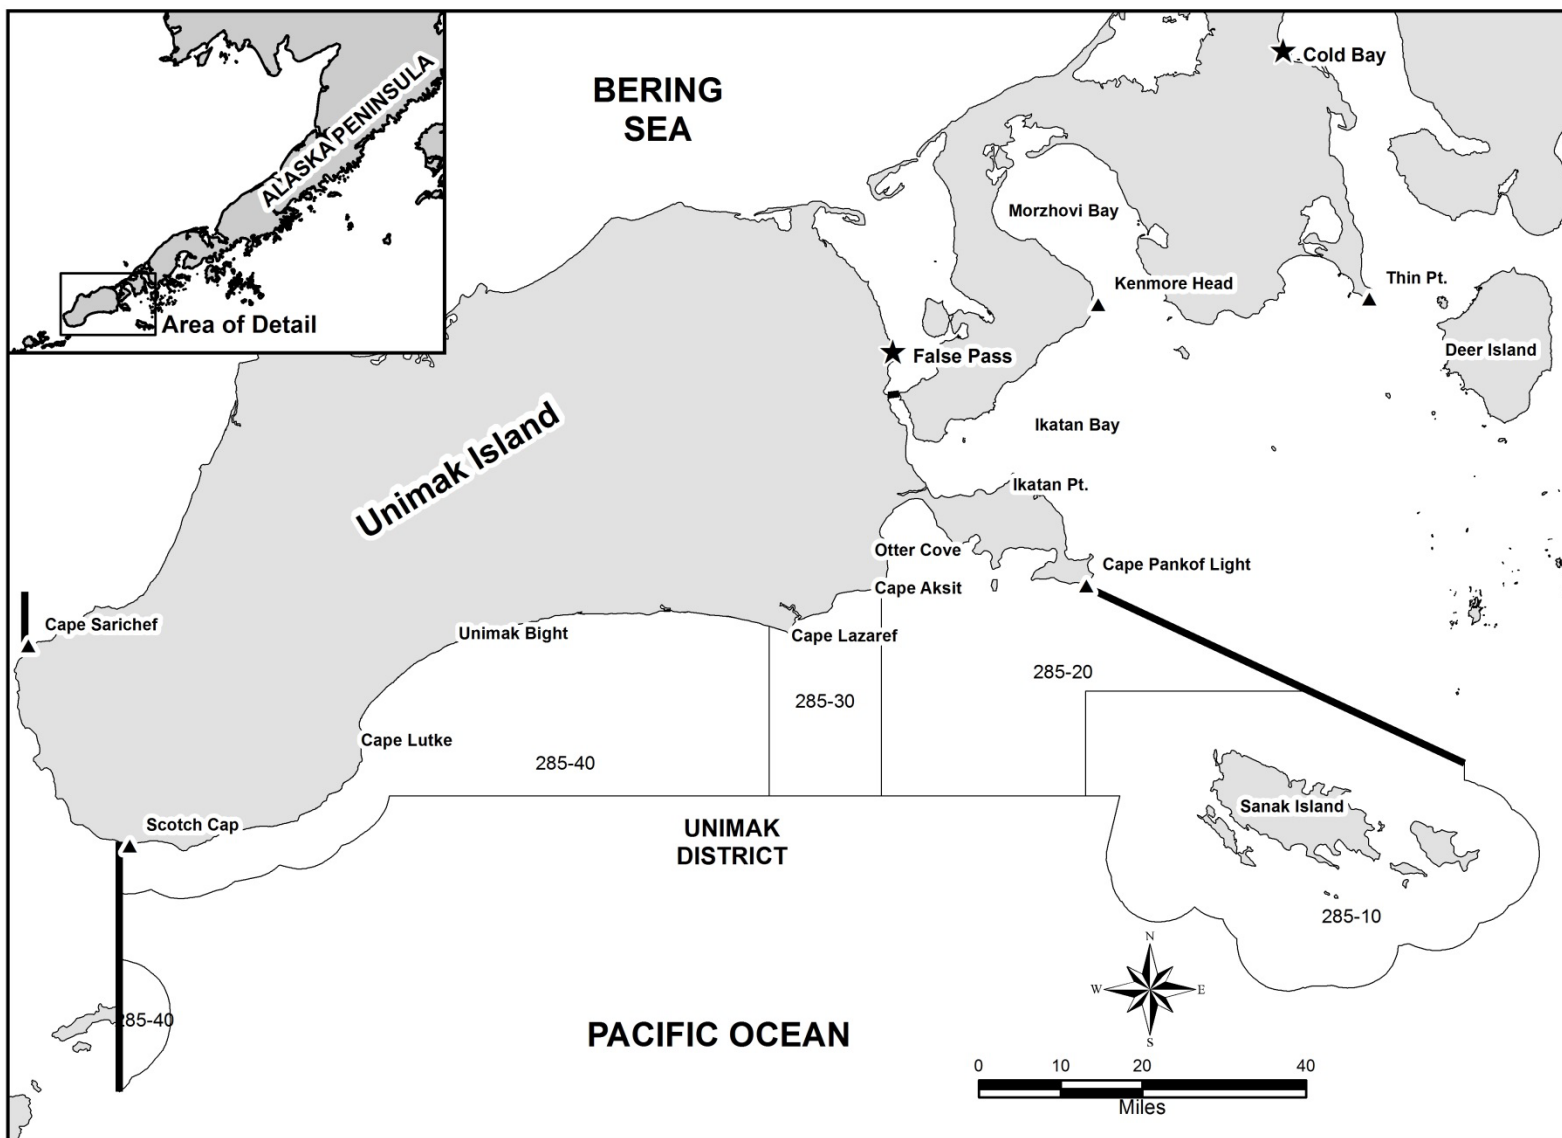 ALASKA PENINSULA
Area of Detail
BERING
SEA
Cold Bay
Morzhovi Bay
Kenmore Head
Thin Pt.
Deer Island
False Pass
Ikatan Bay
Unimak Island
Ikatan Pt.
Otter Cove
Cape Pankof Light
Cape Aksit
Cape Sarichef
Unimak Bight
Cape Lazaref
285-20
285-30
Cape Lutke
285-40
Sanak Island
Scotch Cap
UNIMAK
DISTRICT
285-10
N
W
E
S
285-40
PACIFIC OCEAN
0
10
20
40
Miles